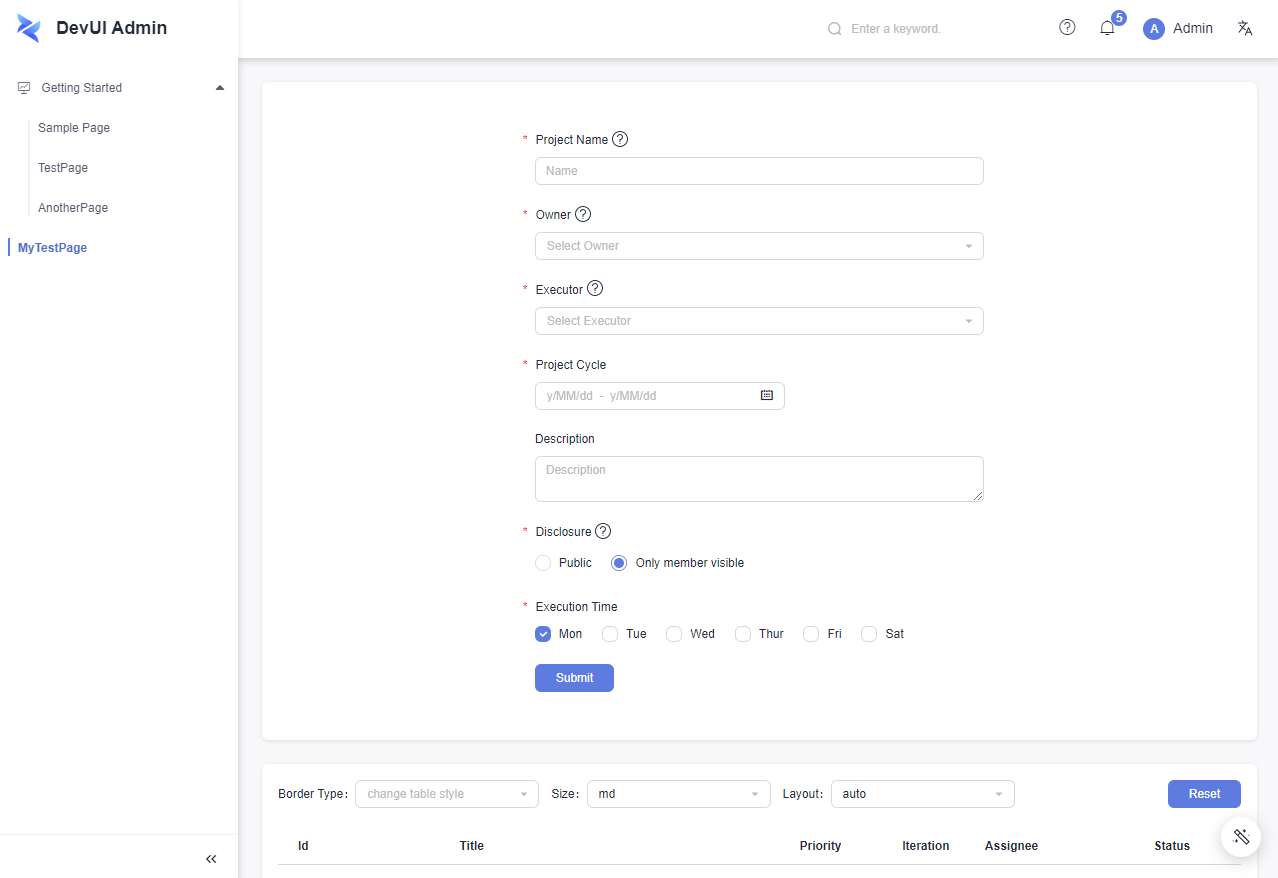 DevUI Admin
Enter a keyword.
5
A Admin
Getting Started
Sample Page
TestPage
AnotherPage
MyTestPage
* Project Name ?
Name
* Owner ?
Select Owner
* Executor ?
Select Executor
* Project Cycle
y/MM/dd - y/MM/dd
Description
Description
* Disclosure ?
Public Only member visible
* Execution Time
Mon Tue Wed Thur Fri Sat
Submit
Border Type: change table style Size: md Layout: auto Reset
Id Title Priority Iteration Assignee Status